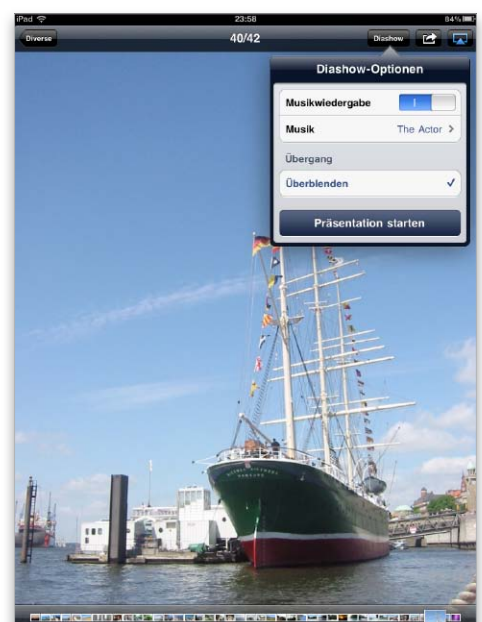 iPad 23:58 84%
Diverse 40/42 Diashow
Diashow-Optionen
Musikwiedergabe
Musik The Actor >
Übergang
Überblenden ✓
Präsentation starten